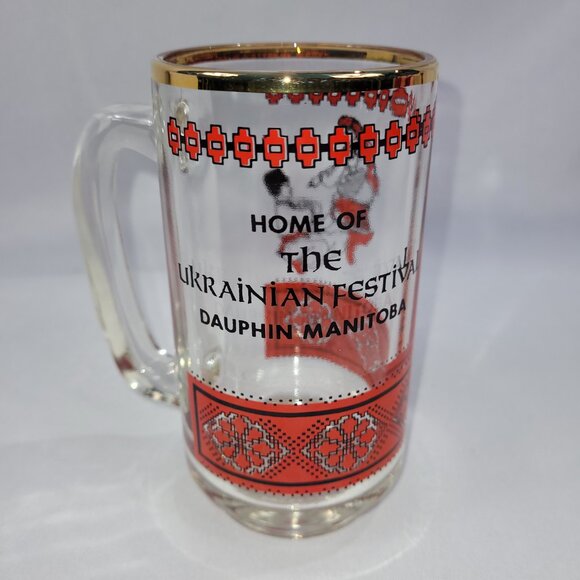 HOME OF
The
UKRAINIAN FESTIVAL
DAUPHIN MANITOBA